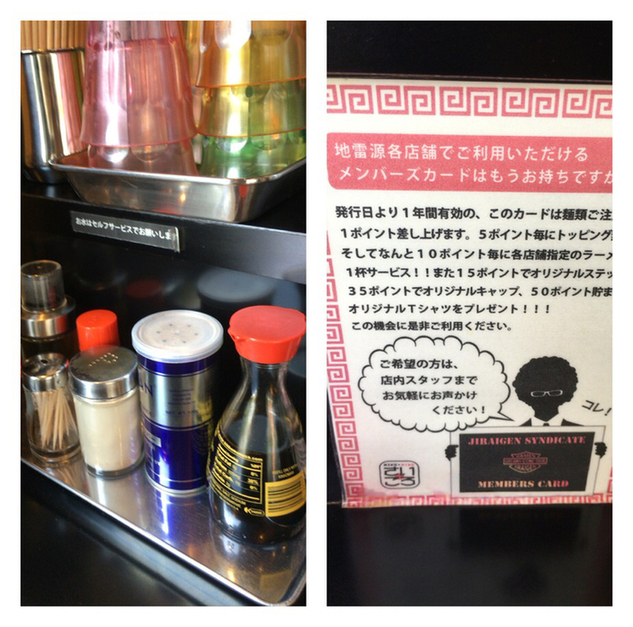 お水はセルフサービスでお願いしま
地雷源各店舗でご利用いただける
メンバーズカードはもうお持ちですか
発行日より１年間有効の、このカードは麺類ご注
１ポイント差し上げます。５ポイント毎にトッピング
そしてなんと１０ポイント毎に各店舗指定のラーメ
１杯サービス！！また１５ポイントでオリジナルステッ
３５ポイントでオリジナルキャップ、５０ポイント貯ま
オリジナルＴシャツをプレゼント！！！
この機会に是非ご利用ください。
ご希望の方は、
店内スタッフまで
お気軽にお声かけ
ください！
コレ！
JIRAIGEN SYNDICATE
MEMBERS CARD